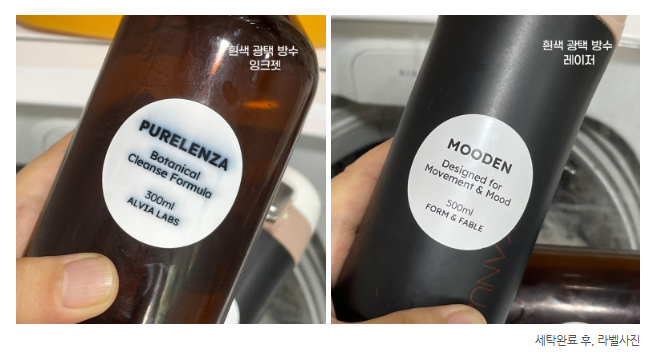 흰색 광택 방수
잉크젯
PURELENZA
Botanical
Cleanse Formula
300ml
ALVIA LABS
흰색 광택 방수
레이저
MOODEN
Designed for
Movement & Mood
500ml
FORM & FABLE
KANU
세탁완료 후, 라벨사진